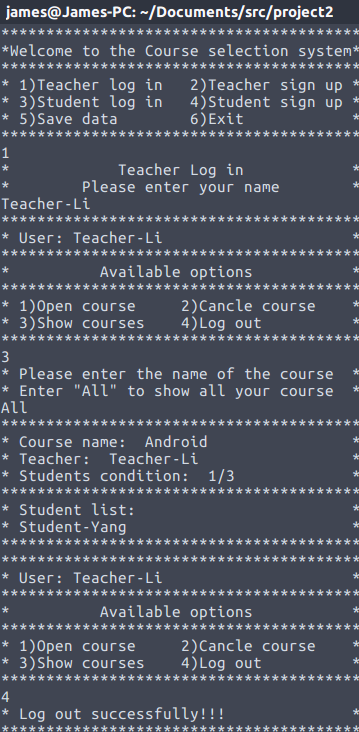 james@James-PC: ~/Documents/src/project2
****************************************
*Welcome to the Course selection system*
****************************************
* 1)Teacher log in   2)Teacher sign up *
* 3)Student log in   4)Student sign up *
* 5)Save data        6)Exit            *
****************************************
1
*            Teacher Log in            *
*        Please enter your name        *
Teacher-Li
****************************************
* User: Teacher-Li                     *
****************************************
*          Available options           *
****************************************
* 1)Open course     2)Cancle course    *
* 3)Show courses    4)Log out          *
****************************************
3
* Please enter the name of the course  *
* Enter "All" to show all your course  *
All
****************************************
* Course name:  Android
* Teacher:  Teacher-Li
* Students condition:  1/3
****************************************
* Student list:
* Student-Yang
****************************************
****************************************
* User: Teacher-Li                     *
****************************************
*          Available options           *
****************************************
* 1)Open course     2)Cancle course    *
* 3)Show courses    4)Log out          *
****************************************
4
* Log out successfully!!!              *
****************************************